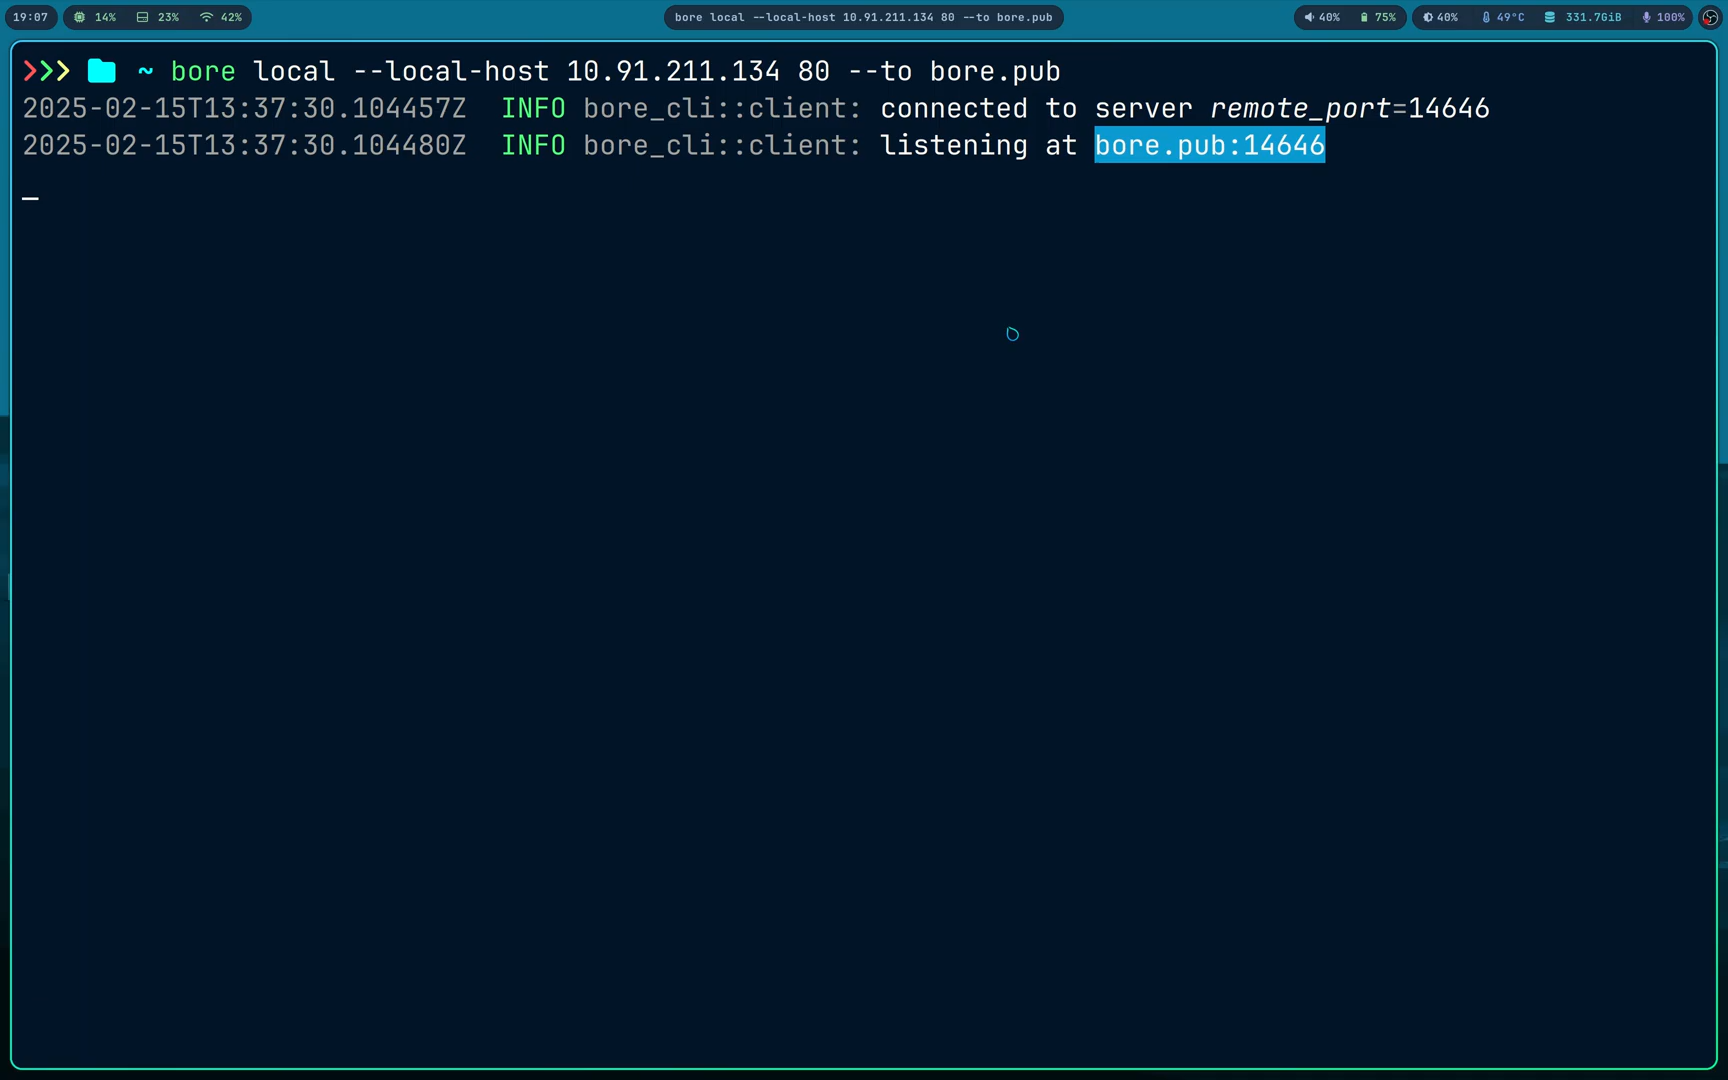 19:07 14% 23% 42% bore local --local-host 10.91.211.134 80 --to bore.pub 40% 75% 40% 49°C 331.7GiB 100%
~ bore local --local-host 10.91.211.134 80 --to bore.pub
2025-02-15T13:37:30.104457Z INFO bore_cli::client: connected to server remote_port=14646
2025-02-15T13:37:30.104480Z INFO bore_cli::client: listening at bore.pub:14646